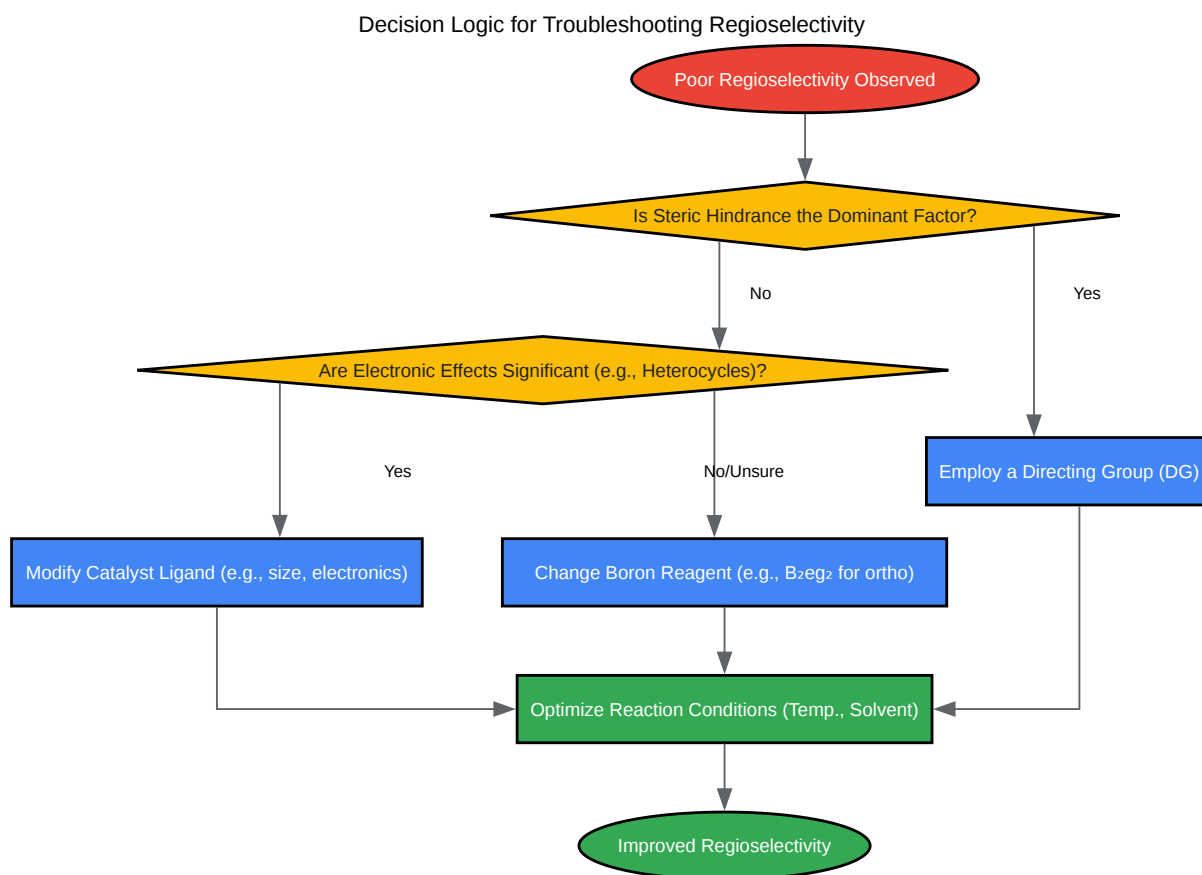 Decision Logic for Troubleshooting Regioselectivity
Poor Regioselectivity Observed
Is Steric Hindrance the Dominant Factor?
No
Yes
Are Electronic Effects Significant (e.g., Heterocycles)?
Yes
No/Unsure
Employ a Directing Group (DG)
Modify Catalyst Ligand (e.g., size, electronics)
Change Boron Reagent (e.g., B₂eg₂ for ortho)
Optimize Reaction Conditions (Temp., Solvent)
Improved Regioselectivity